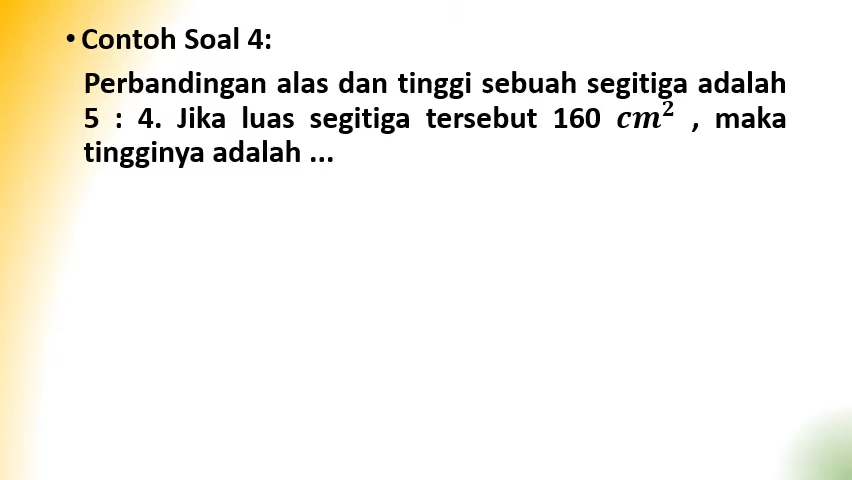 • Contoh Soal 4:
Perbandingan alas dan tinggi sebuah segitiga adalah
5 : 4. Jika luas segitiga tersebut 160 cm² , maka
tingginya adalah ...